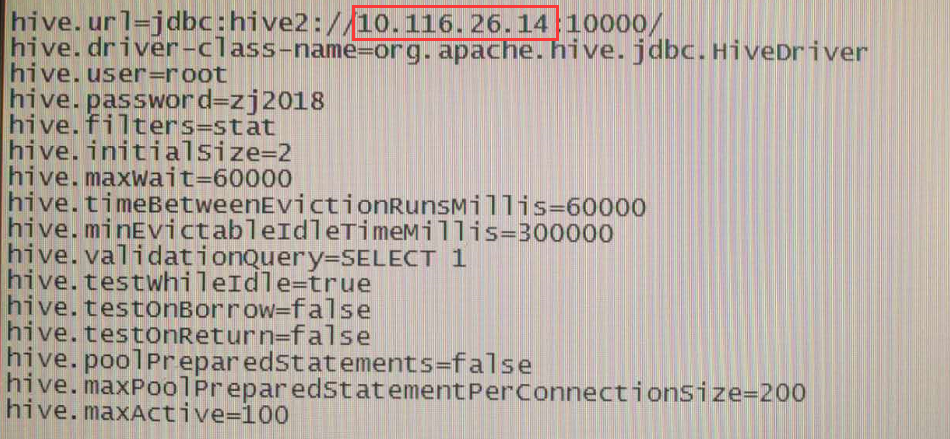 hive.url=jdbc:hive2://10.116.26.14:10000/
hive.driver-class-name=org.apache.hive.jdbc.HiveDriver
hive.user=root
hive.password=zj2018
hive.filters=stat
hive.initialSize=2
hive.maxWait=60000
hive.timeBetweenEvictionRunsMillis=60000
hive.minEvictableIdleTimeMillis=300000
hive.validationQuery=SELECT 1
hive.testWhileIdle=true
hive.testOnBorrow=false
hive.testOnReturn=false
hive.poolPreparedStatements=false
hive.maxPoolPreparedStatementPerConnectionSize=200
hive.maxActive=100